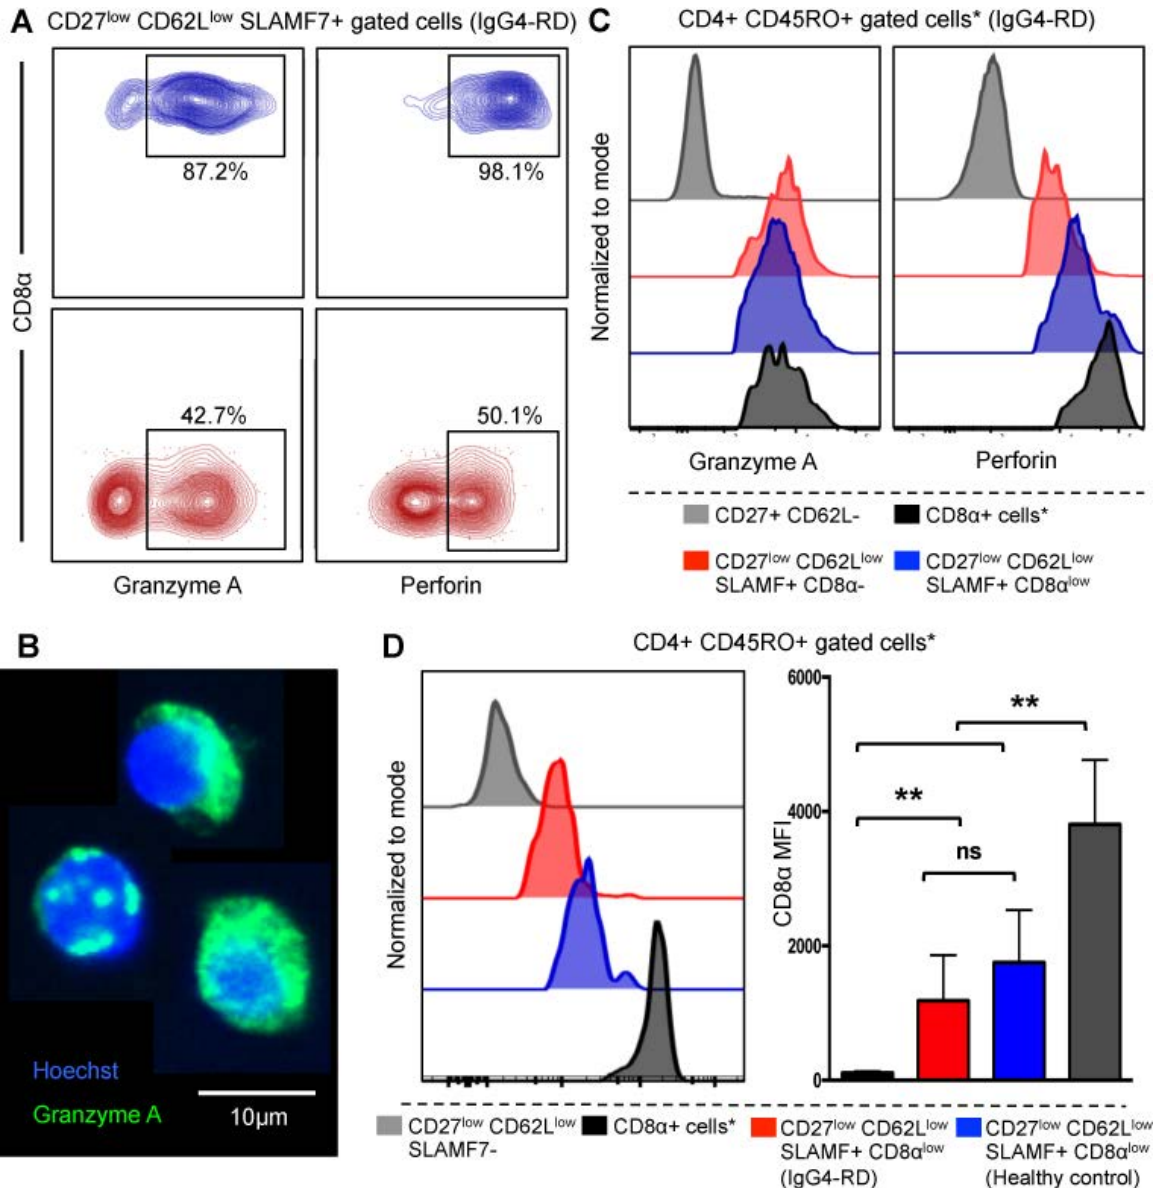 A CD27low CD62Llow SLAMF7+ gated cells (IgG4-RD)
87.2%
98.1%
CD8α
42.7%
50.1%
Granzyme A
Perforin
C CD4+ CD45RO+ gated cells* (IgG4-RD)
Normalized to mode
Granzyme A
Perforin
CD27+ CD62L-
CD8α+ cells*
CD27low CD62Llow
SLAMF+ CD8α-
CD27low CD62Llow
SLAMF+ CD8αlow
B
Hoechst
Granzyme A
10μm
D
CD4+ CD45RO+ gated cells*
Normalized to mode
CD8α MFI
6000
4000
2000
0
**
**
ns
CD27low CD62Llow
SLAMF7-
CD8α+ cells*
CD27low CD62Llow
SLAMF+ CD8αlow
(IgG4-RD)
CD27low CD62Llow
SLAMF+ CD8αlow
(Healthy control)